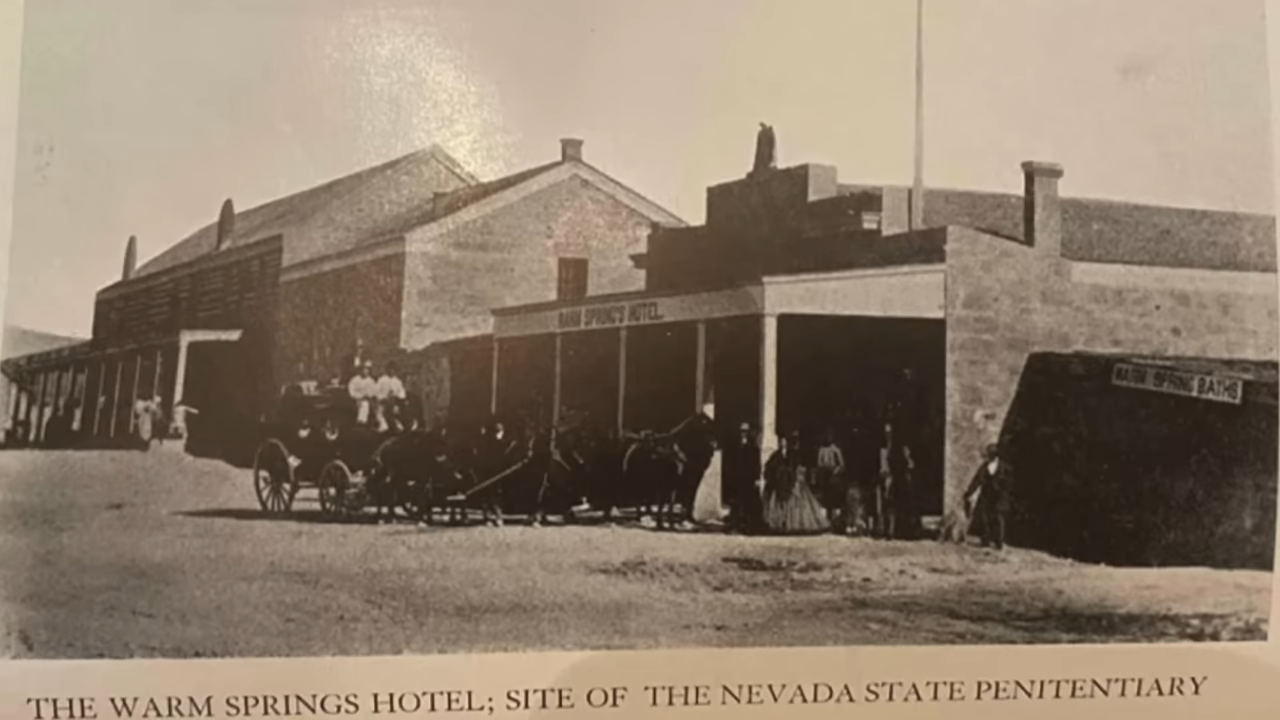 WARM SPRING'S HOTEL.
WARM SPRING BATHS
THE WARM SPRINGS HOTEL; SITE OF THE NEVADA STATE PENITENTIARY